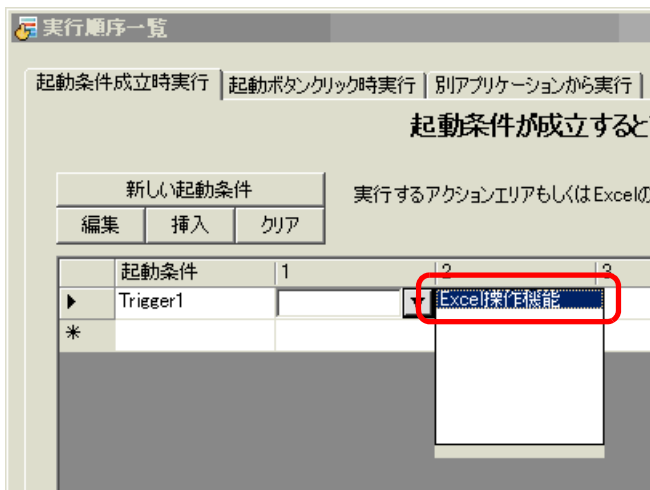 実行順序一覧
起動条件成立時実行 起動ボタンクリック時実行 別アプリケーションから実行
起動条件が成立すると
新しい起動条件
実行するアクションエリアもしくはExcelの
編集 挿入 クリア
起動条件 1 2 3
Trigger1 Excel操作機能